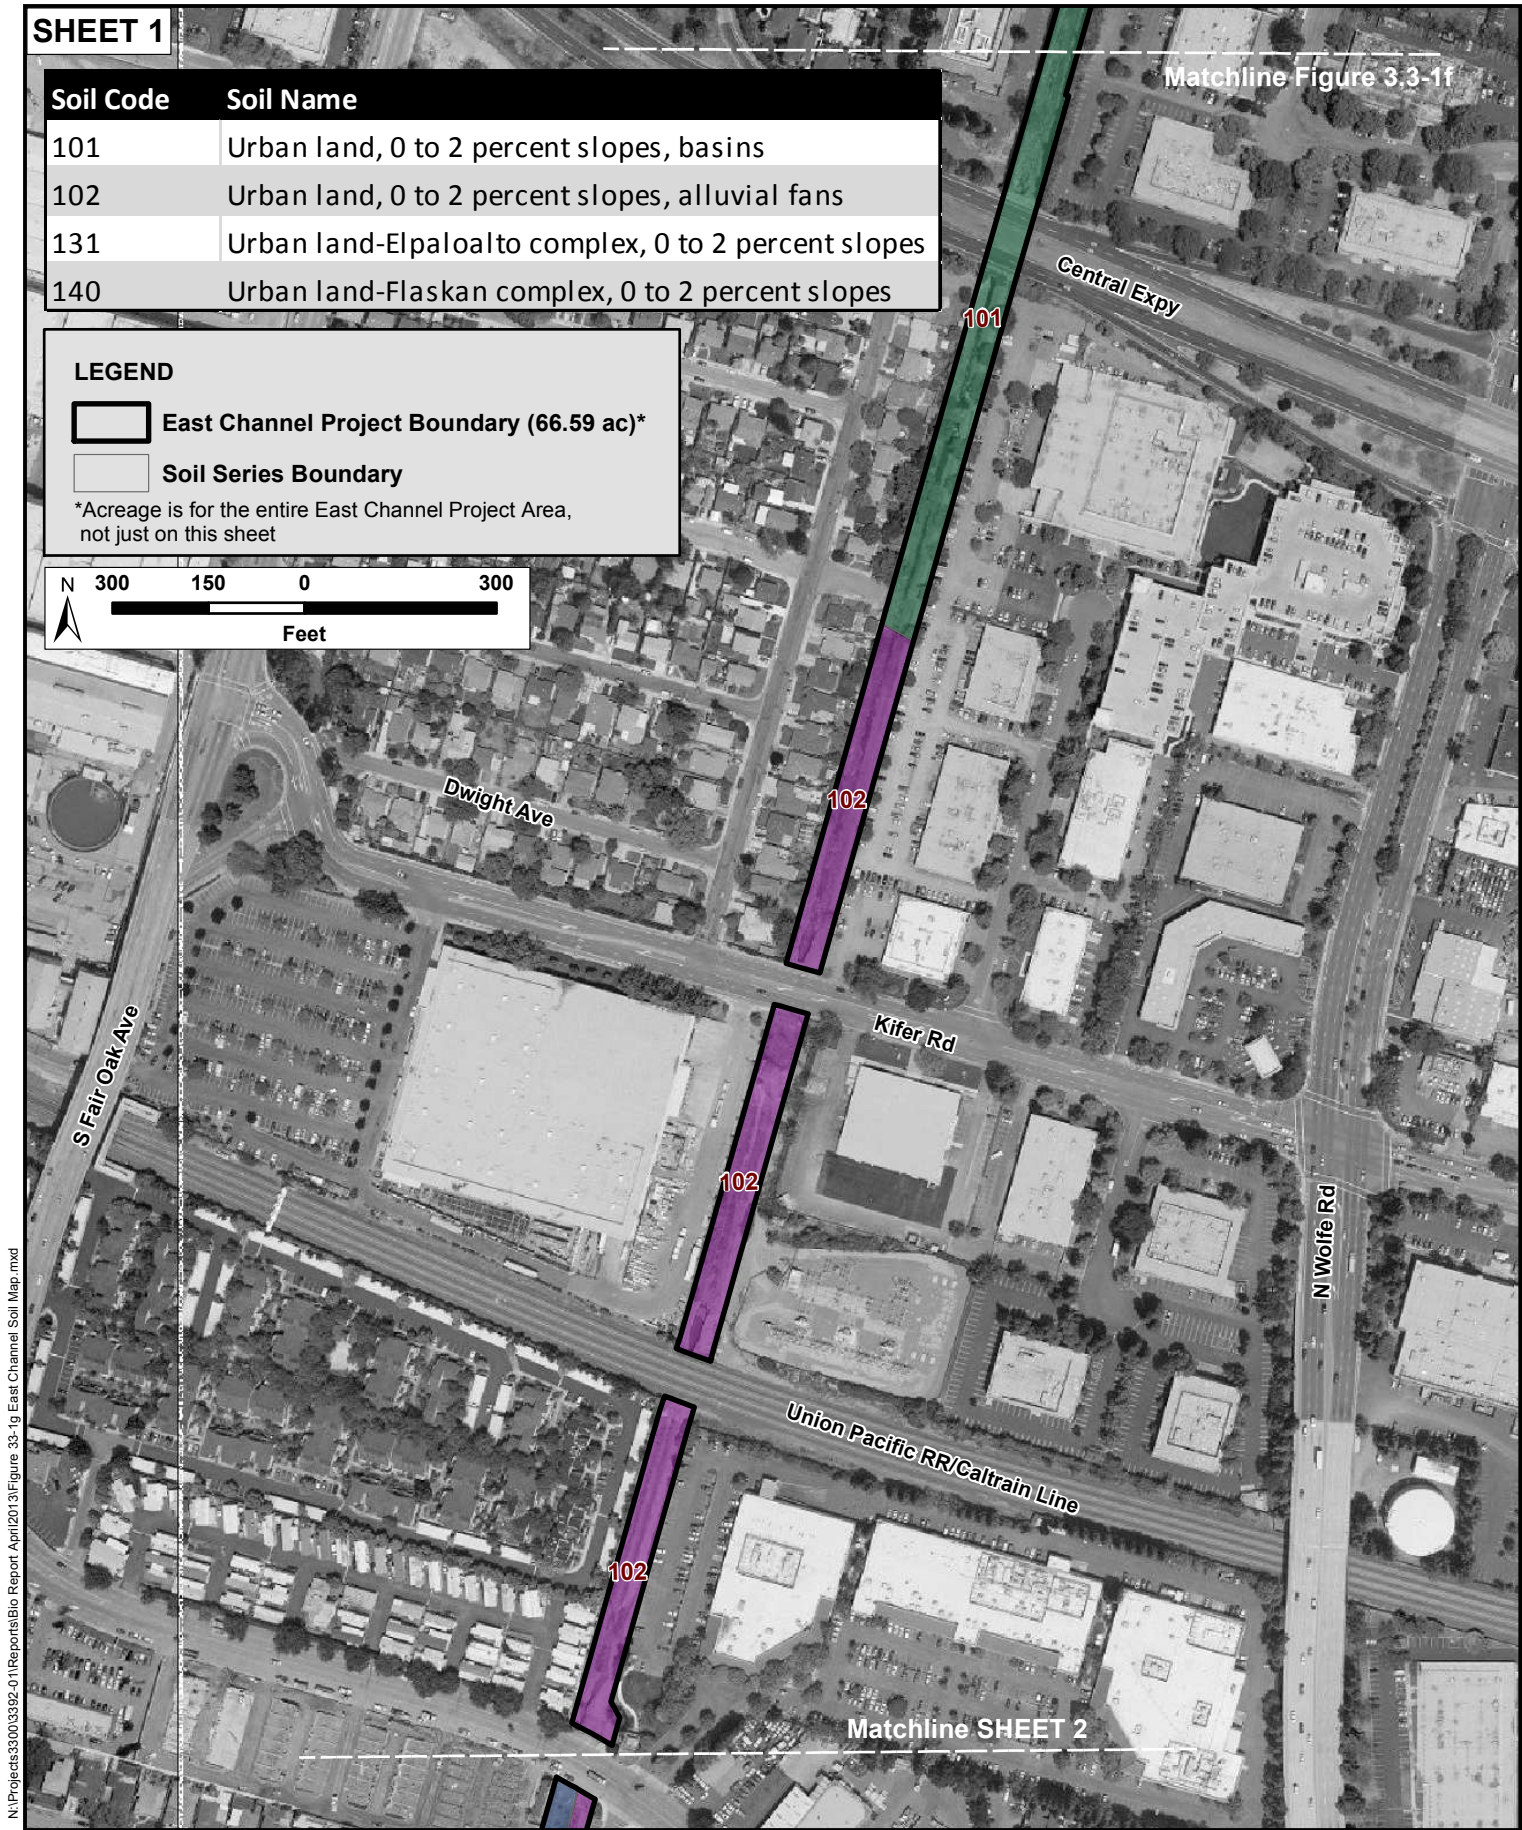 SHEET 1
Matchline Figure 3.3-1f
Soil Code Soil Name
101 Urban land, 0 to 2 percent slopes, basins
102 Urban land, 0 to 2 percent slopes, alluvial fans
131 Urban land-Elpaloalto complex, 0 to 2 percent slopes
140 Urban land-Flaskan complex, 0 to 2 percent slopes
Central Expy
101
LEGEND
East Channel Project Boundary (66.59 ac)*
Soil Series Boundary
*Acreage is for the entire East Channel Project Area,
not just on this sheet
N 300 150 0 300
Feet
Dwight Ave
102
S Fair Oak Ave
Kifer Rd
102
N Wolfe Rd
Union Pacific RR/Caltrain Line
102
Matchline SHEET 2
N:\Projects3300\3392-01\Reports\Bio Report April2013\Figure 33-1g East Channel Soil Map.mxd